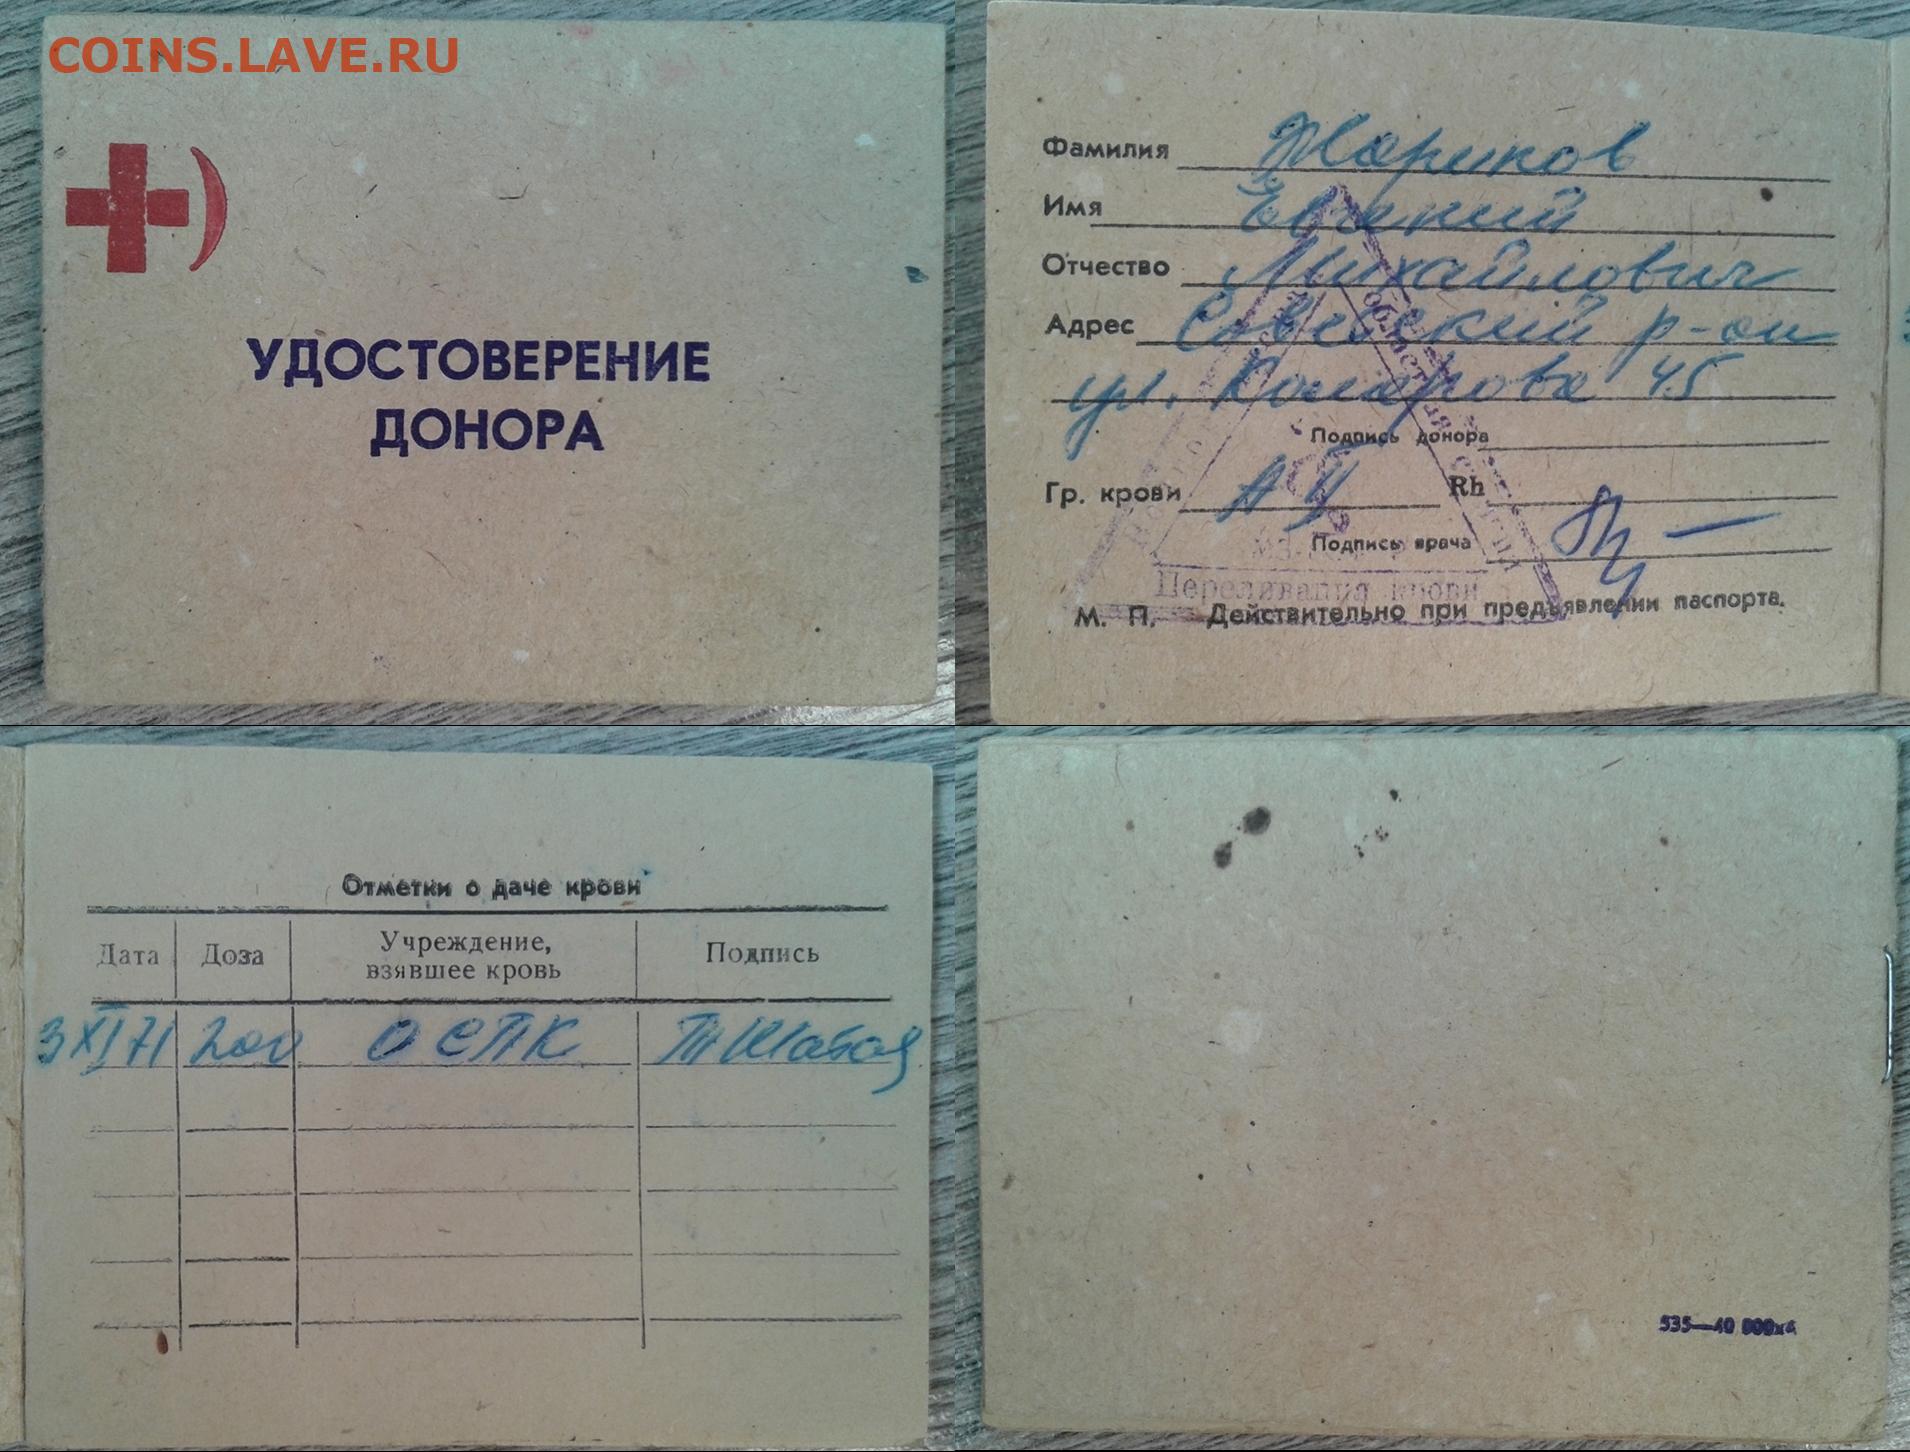 COINS.LAVE.RU
УДОСТОВЕРЕНИЕ
ДОНОРА
Фамилия Жариков
Имя Евгений
Отчество Михайлович
Адрес Советский р-он
ул. Комарова 45
Подпись донора
Гр. крови А II Rh
Подпись врача
Переливания крови
М. П. Действительно при предъявлении паспорта.
Отметки о даче крови
Дата Доза Учреждение, взявшее кровь Подпись
3 XI 71 200 ОСПК
535—40 000х4